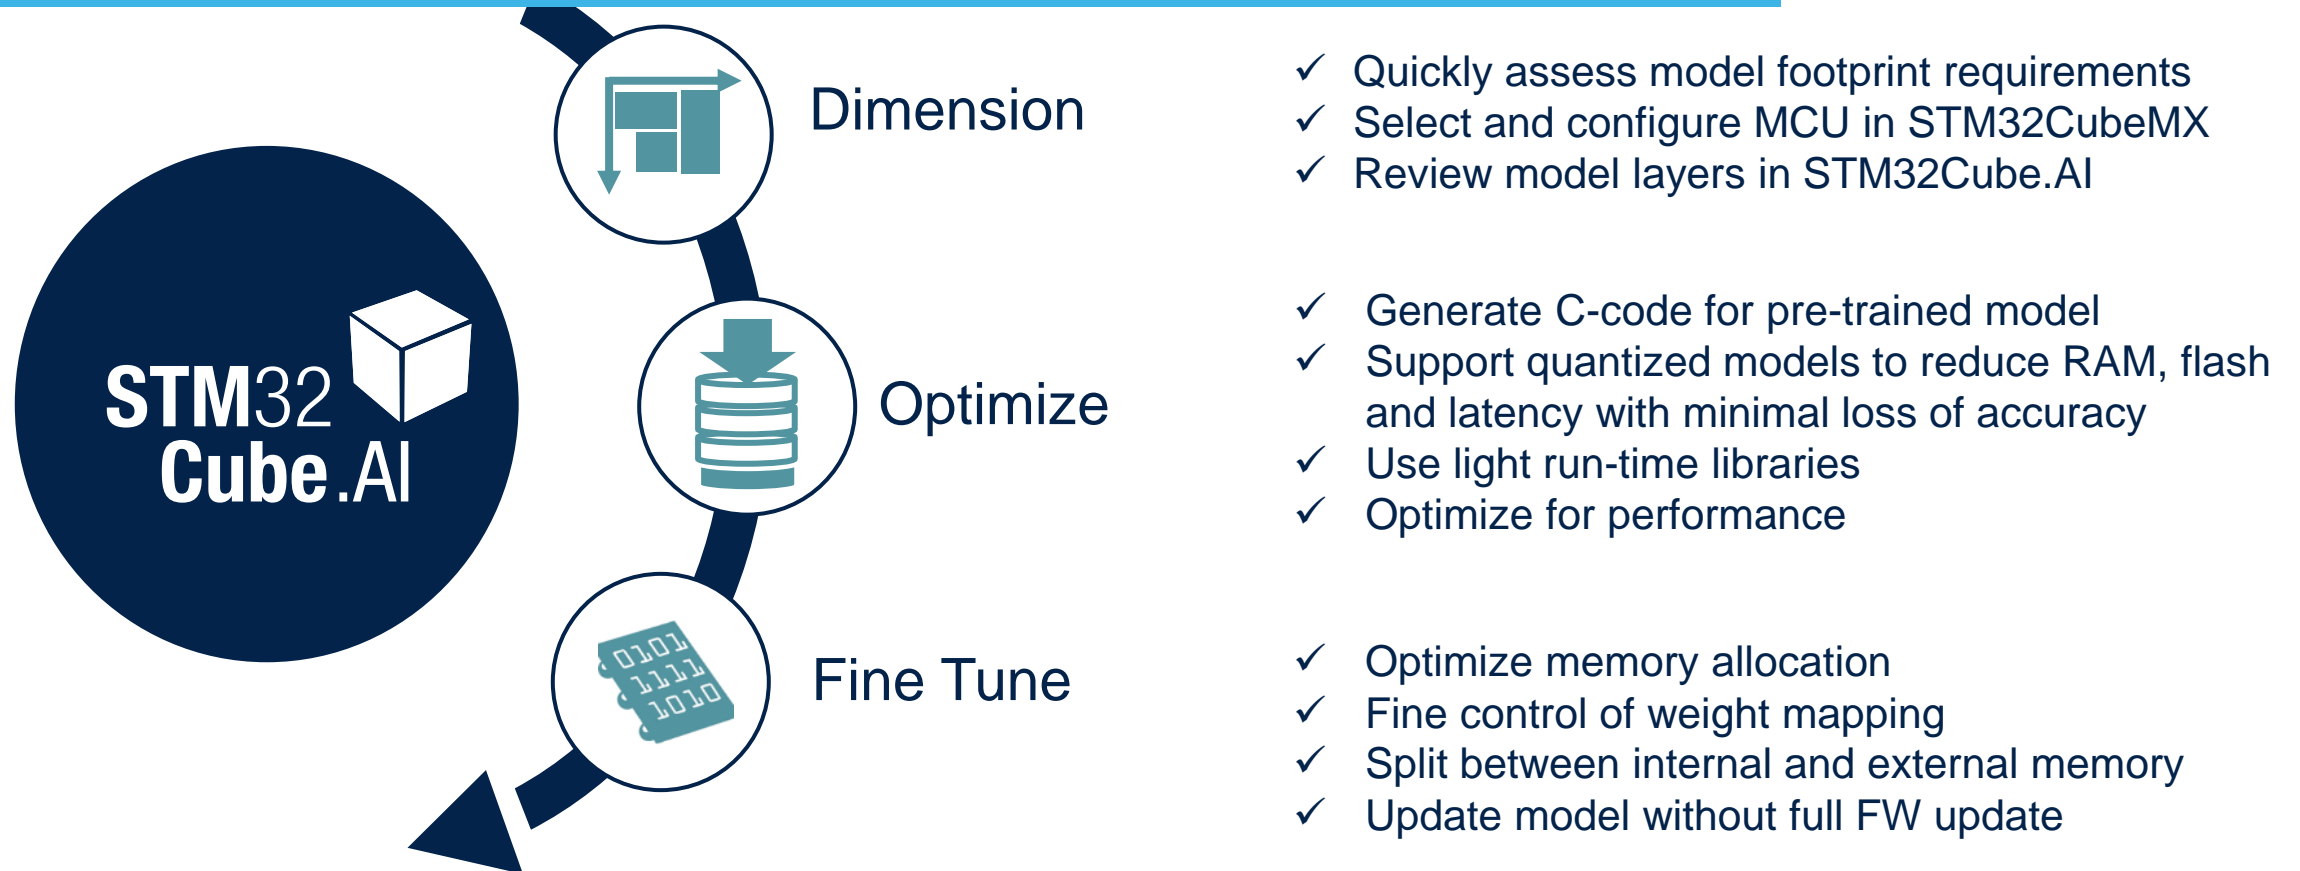 STM32
Cube.AI
Dimension
✓ Quickly assess model footprint requirements
✓ Select and configure MCU in STM32CubeMX
✓ Review model layers in STM32Cube.AI
Optimize
✓ Generate C-code for pre-trained model
✓ Support quantized models to reduce RAM, flash
and latency with minimal loss of accuracy
✓ Use light run-time libraries
✓ Optimize for performance
0101
1111
1010
Fine Tune
✓ Optimize memory allocation
✓ Fine control of weight mapping
✓ Split between internal and external memory
✓ Update model without full FW update